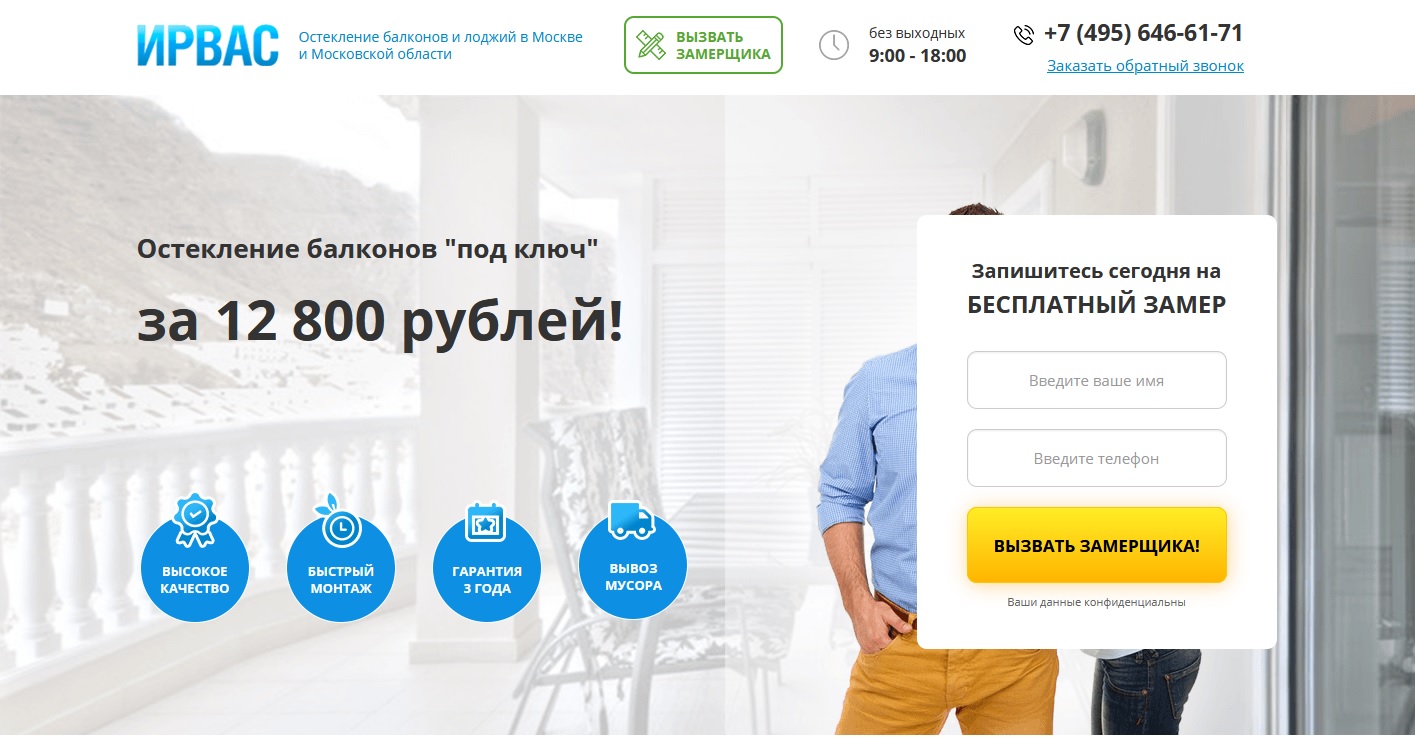 ИРВАС
Остекление балконов и лоджий в Москве
и Московской области
ВЫЗВАТЬ
ЗАМЕРЩИКА
без выходных
9:00 - 18:00
+7 (495) 646-61-71
Заказать обратный звонок
Остекление балконов "под ключ"
за 12 800 рублей!
ВЫСОКОЕ
КАЧЕСТВО
БЫСТРЫЙ
МОНТАЖ
ГАРАНТИЯ
3 ГОДА
ВЫВОЗ
МУСОРА
Запишитесь сегодня на
БЕСПЛАТНЫЙ ЗАМЕР
Введите ваше имя
Введите телефон
ВЫЗВАТЬ ЗАМЕРЩИКА!
Ваши данные конфиденциальны